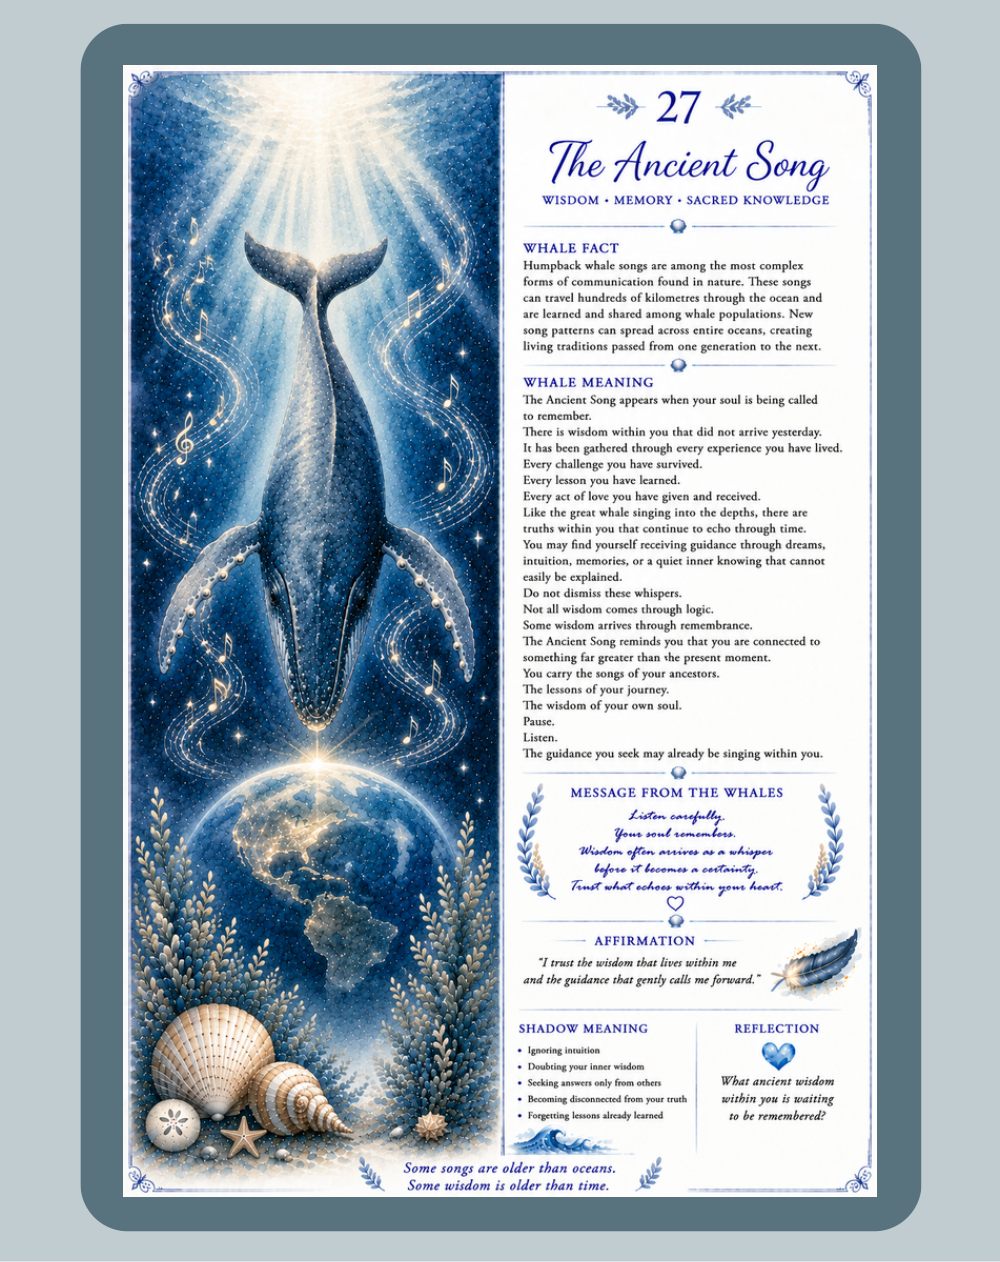 27
The Ancient Song
WISDOM • MEMORY • SACRED KNOWLEDGE
WHALE FACT
Humpback whale songs are among the most complex
forms of communication found in nature. These songs
can travel hundreds of kilometres through the ocean and
are learned and shared among whale populations. New
song patterns can spread across entire oceans, creating
living traditions passed from one generation to the next.
WHALE MEANING
The Ancient Song appears when your soul is being called
to remember.
There is wisdom within you that did not arrive yesterday.
It has been gathered through every experience you have lived.
Every challenge you have survived.
Every lesson you have learned.
Every act of love you have given and received.
Like the great whale singing into the depths, there are
truths within you that continue to echo through time.
You may find yourself receiving guidance through dreams,
intuition, memories, or a quiet inner knowing that cannot
easily be explained.
Do not dismiss these whispers.
Not all wisdom comes through logic.
Some wisdom arrives through remembrance.
The Ancient Song reminds you that you are connected to
something far greater than the present moment.
You carry the songs of your ancestors.
The lessons of your journey.
The wisdom of your own soul.
Pause.
Listen.
The guidance you seek may already be singing within you.
MESSAGE FROM THE WHALES
Listen carefully.
Your soul remembers.
Wisdom often arrives as a whisper
before it becomes a certainty.
Trust what echoes within your heart.
AFFIRMATION
"I trust the wisdom that lives within me
and the guidance that gently calls me forward."
SHADOW MEANING
• Ignoring intuition
• Doubting your inner wisdom
• Seeking answers only from others
• Becoming disconnected from your truth
• Forgetting lessons already learned
REFLECTION
What ancient wisdom
within you is waiting
to be remembered?
Some songs are older than oceans.
Some wisdom is older than time.